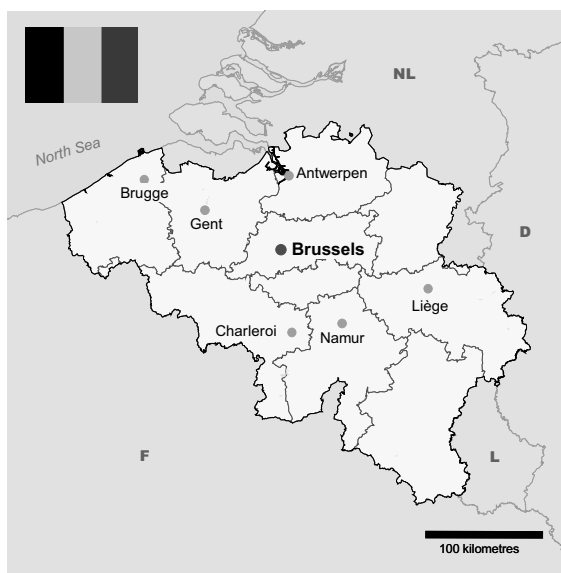 NL
North Sea
Antwerpen
Brugge
Gent
D
Brussels
Liège
Charleroi
Namur
F
L
100 kilometres